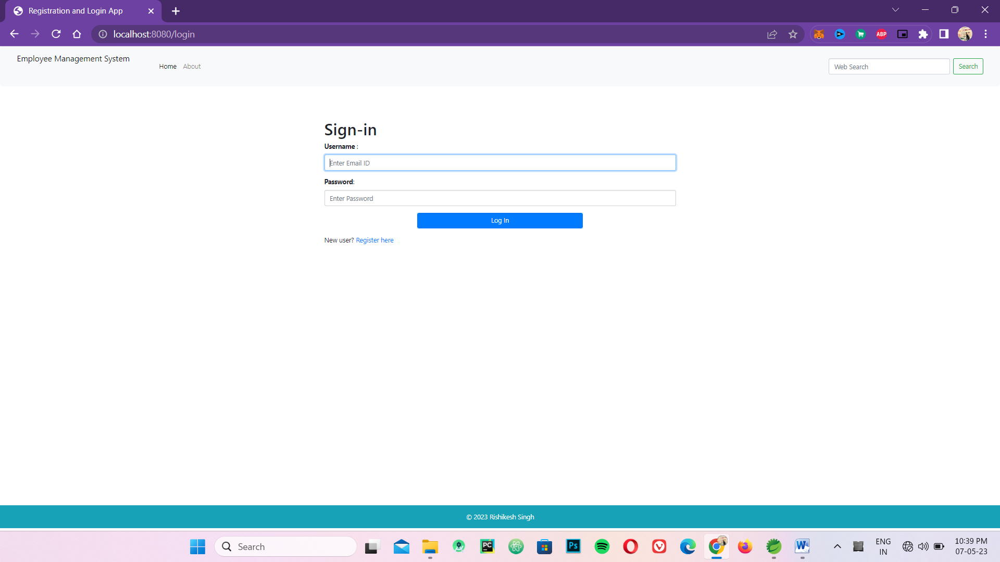 Registration and Login App
localhost:8080/login
ABP
Employee Management System
Home About
Web Search
Search
Sign-in
Username :
Enter Email ID
Password:
Enter Password
Log In
New user? Register here
© 2023 Rishikesh Singh
Search
PC
Ps
W
ENG
IN
10:39 PM
07-05-23